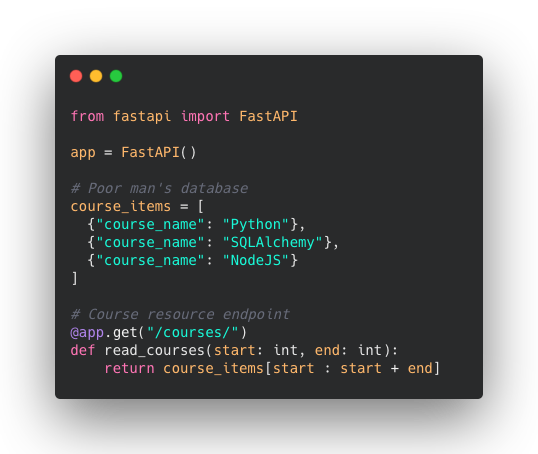 from fastapi import FastAPI

app = FastAPI()

# Poor man's database
course_items = [
  {"course_name": "Python"},
  {"course_name": "SQLAlchemy"},
  {"course_name": "NodeJS"}
]

# Course resource endpoint
@app.get("/courses/")
def read_courses(start: int, end: int):
    return course_items[start : start + end]